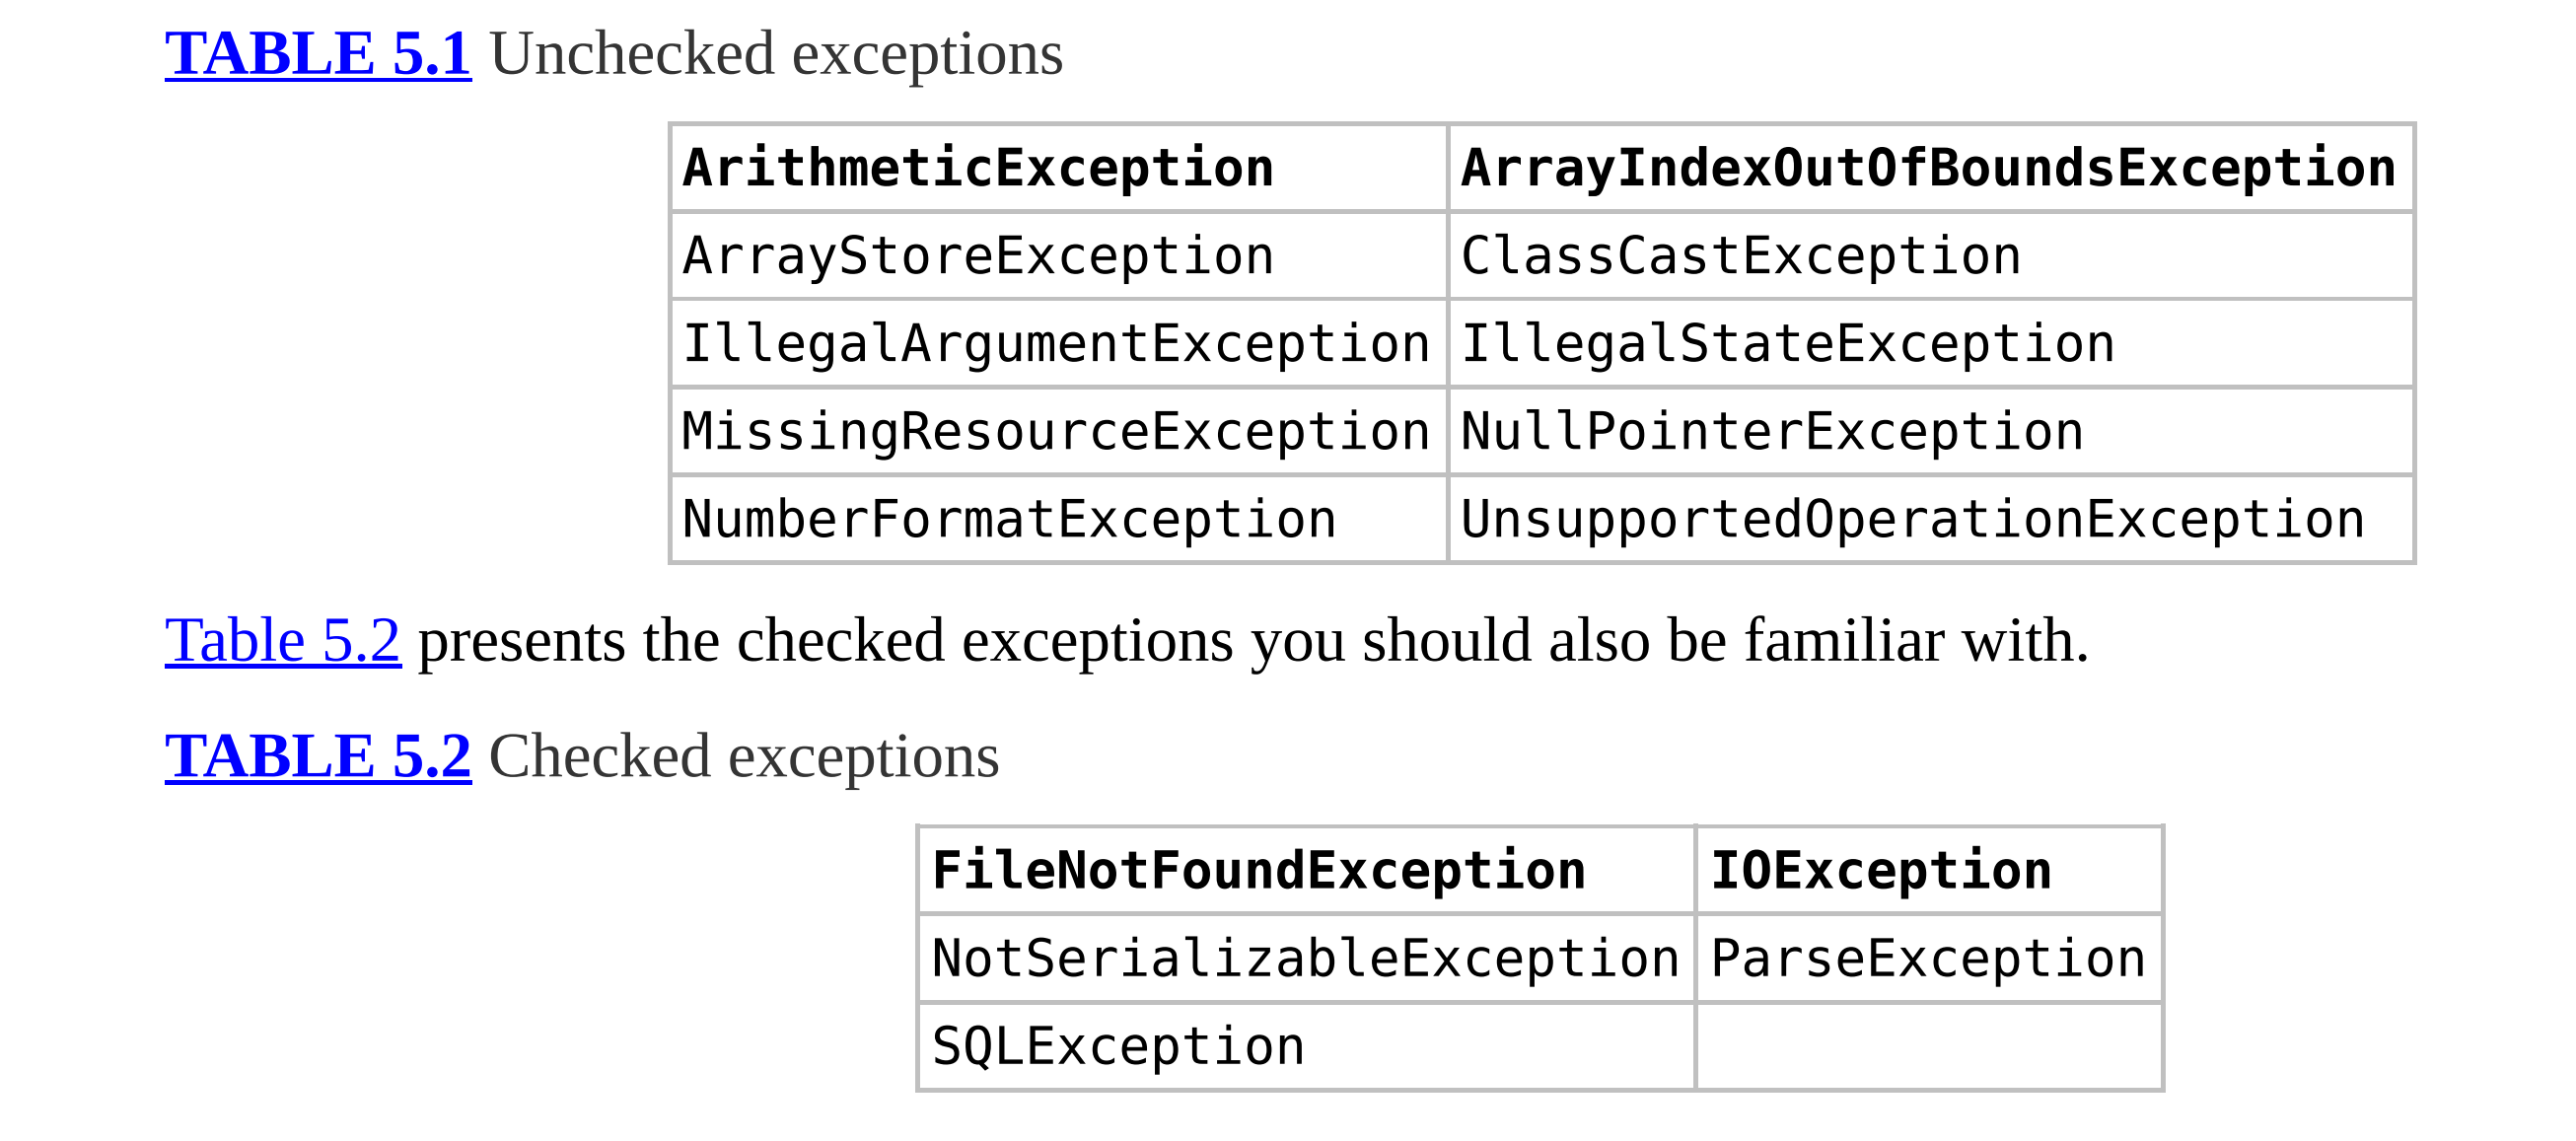 TABLE 5.1 Unchecked exceptions
ArithmeticException ArrayIndexOutOfBoundsException
ArrayStoreException ClassCastException
IllegalArgumentException IllegalStateException
MissingResourceException NullPointerException
NumberFormatException UnsupportedOperationException
Table 5.2 presents the checked exceptions you should also be familiar with.
TABLE 5.2 Checked exceptions
FileNotFoundException IOException
NotSerializableException ParseException
SQLException